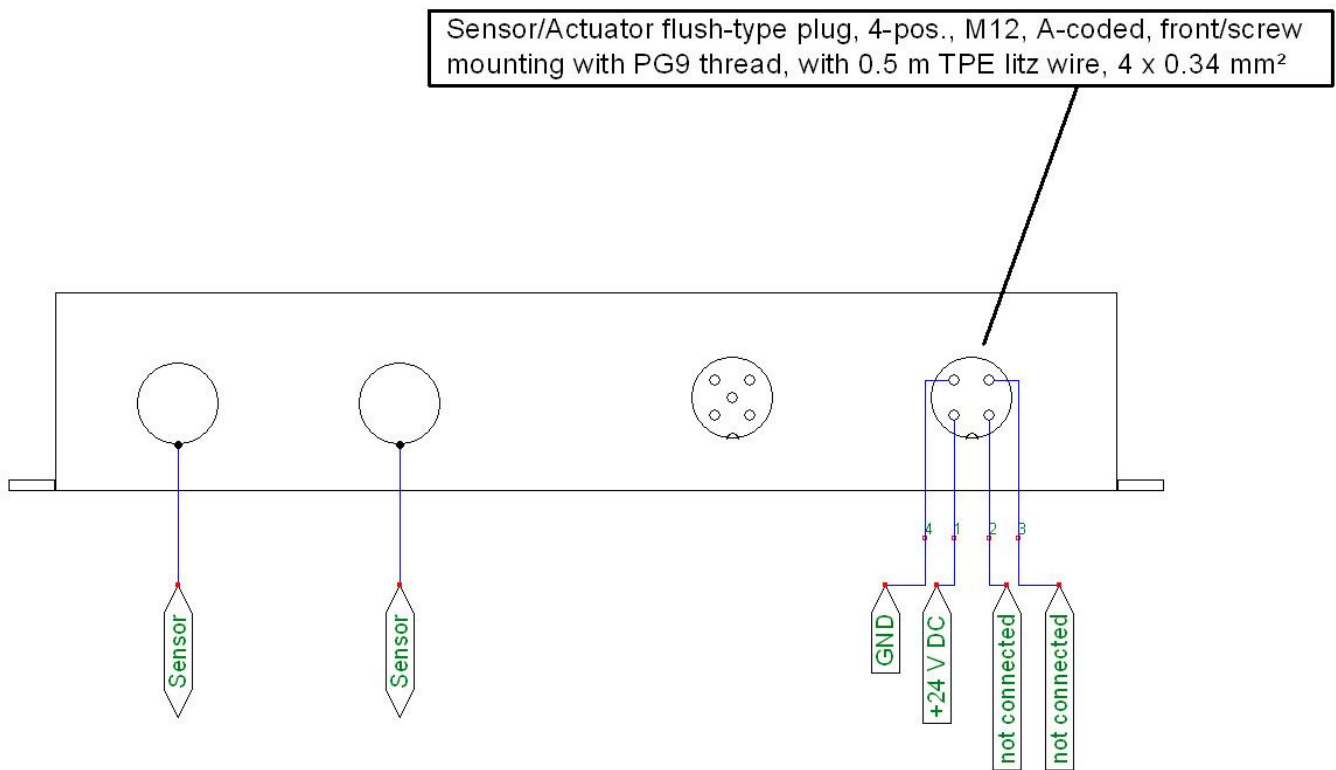 Sensor/Actuator flush-type plug, 4-pos., M12, A-coded, front/screw
mounting with PG9 thread, with 0.5 m TPE litz wire, 4 x 0.34 mm²
4 1 2 3
Sensor
Sensor
GND
+24 V DC
not connected
not connected